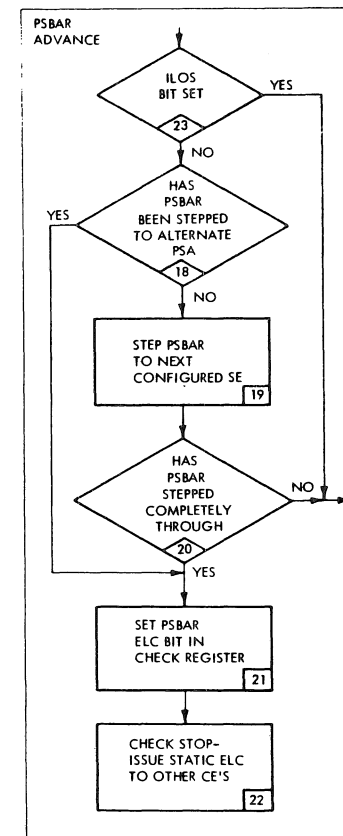 PSBAR
ADVANCE
ILOS
BIT SET
YES
23
NO
HAS
PSBAR
BEEN STEPPED
TO ALTERNATE
PSA
YES
18
NO
STEP PSBAR
TO NEXT
CONFIGURED SE
19
HAS
PSBAR
STEPPED
COMPLETELY
THROUGH
NO
20
YES
SET PSBAR
ELC BIT IN
CHECK REGISTER
21
CHECK STOP-
ISSUE STATIC ELC
TO OTHER CE'S
22